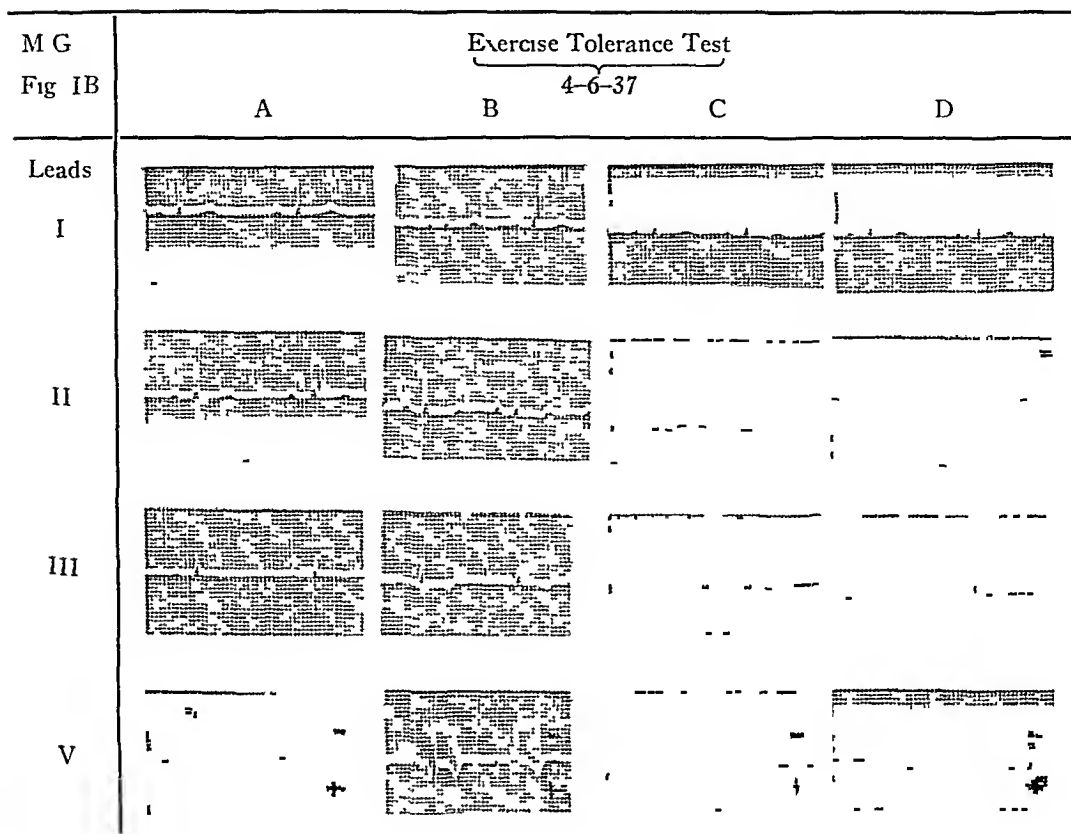 M G
Fig IB
Exercise Tolerance Test
4-6-37
A B C D
Leads
I
II
III
V